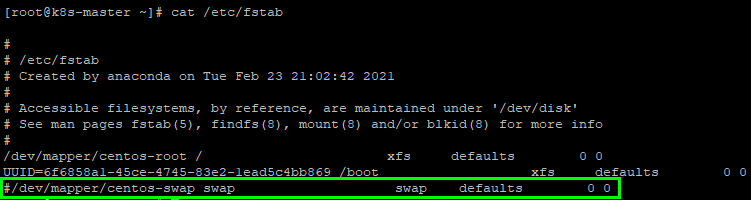 [root@k8s-master ~]# cat /etc/fstab
#
# /etc/fstab
# Created by anaconda on Tue Feb 23 21:02:42 2021
#
# Accessible filesystems, by reference, are maintained under '/dev/disk'
# See man pages fstab(5), findfs(8), mount(8) and/or blkid(8) for more info
#
/dev/mapper/centos-root /                       xfs     defaults        0 0
UUID=6f6858a1-45ce-4745-83e2-1ead5c4bb869 /boot                   xfs     defaults        0 0
#/dev/mapper/centos-swap swap                    swap    defaults        0 0